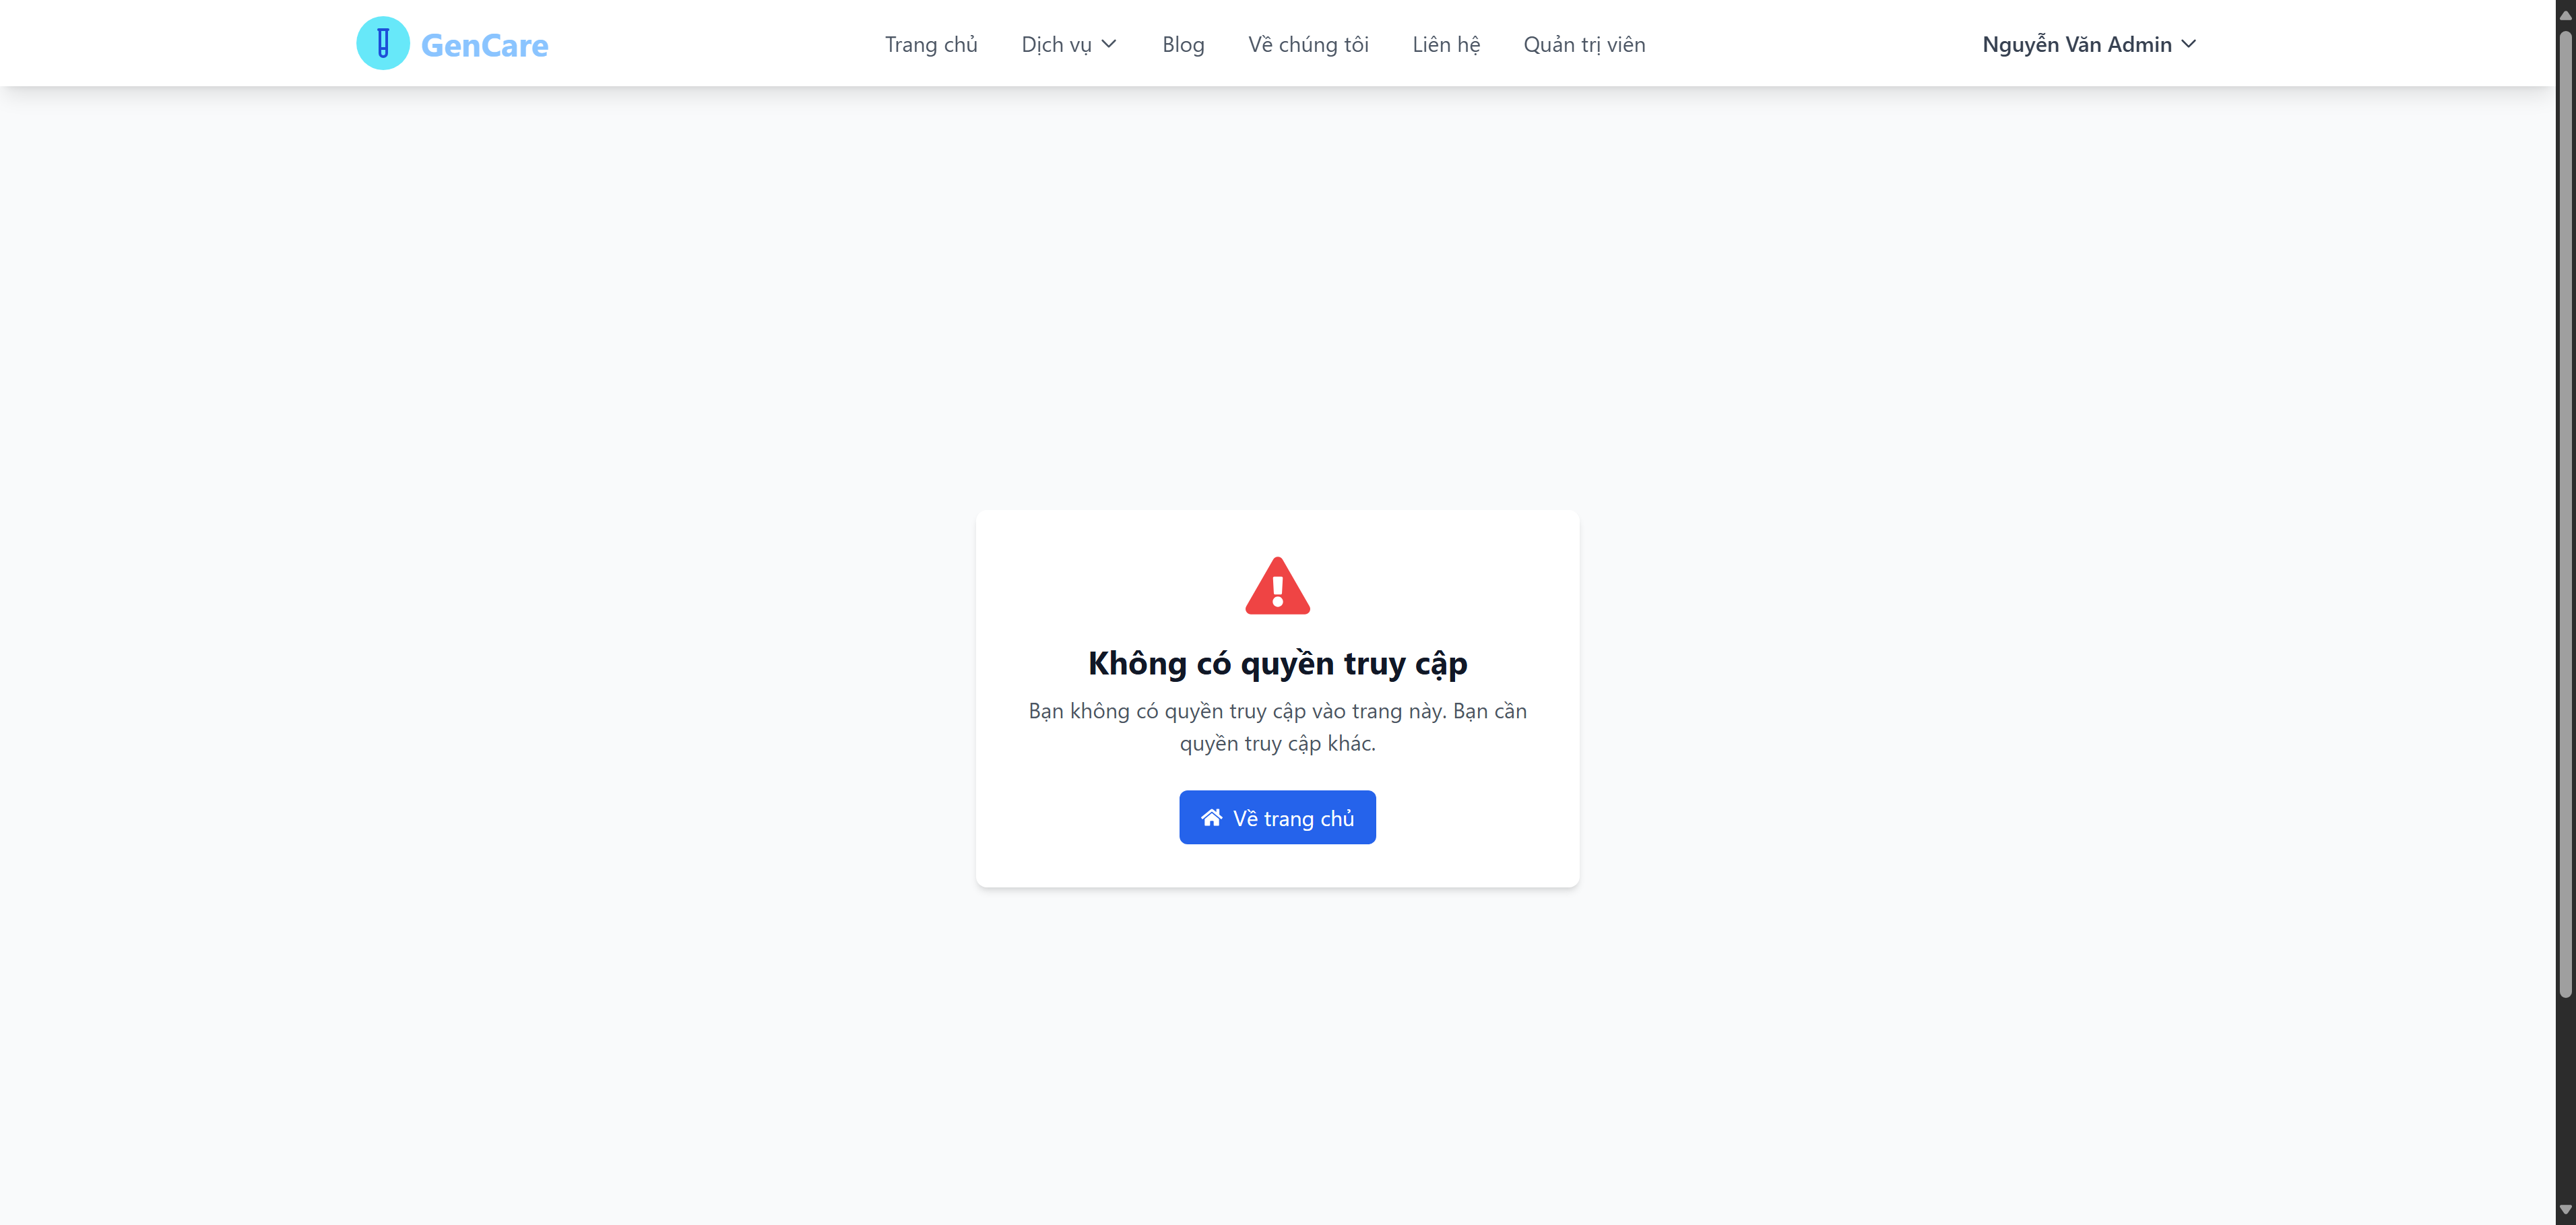 GenCare
Trang chủ
Dịch vụ
Blog
Về chúng tôi
Liên hệ
Quản trị viên
Nguyễn Văn Admin
Không có quyền truy cập
Bạn không có quyền truy cập vào trang này. Bạn cần
quyền truy cập khác.
Về trang chủ